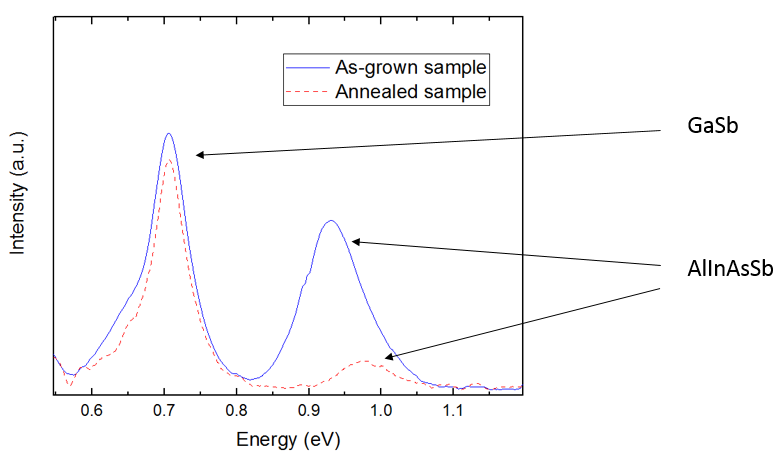 As-grown sample
Annealed sample
GaSb
AlInAsSb
Intensity (a.u.)
0.6 0.7 0.8 0.9 1.0 1.1
Energy (eV)